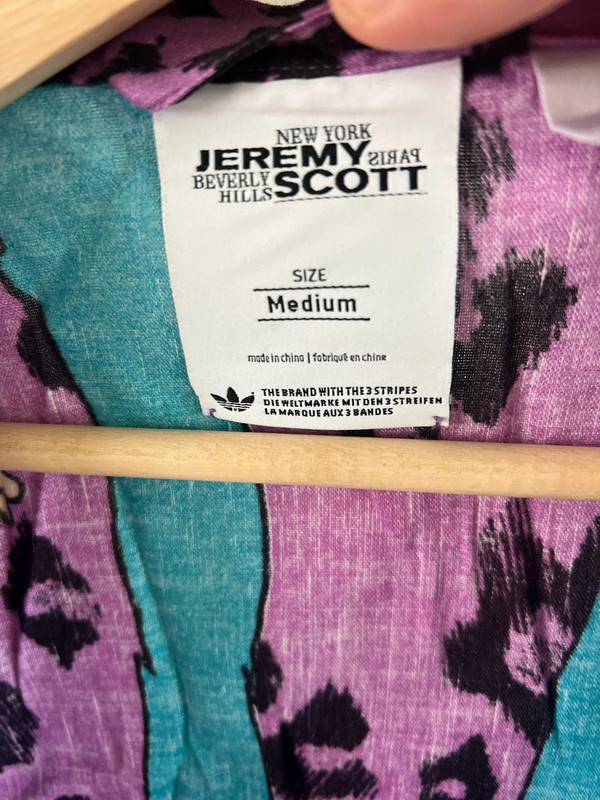 NEW YORK
JEREMY PARIS
BEVERLY HILLS SCOTT
SIZE
Medium
made in china | fabriqué en chine
THE BRAND WITH THE 3 STRIPES
DIE WELTMARKE MIT DEN 3 STREIFEN
LA MARQUE AUX 3 BANDES